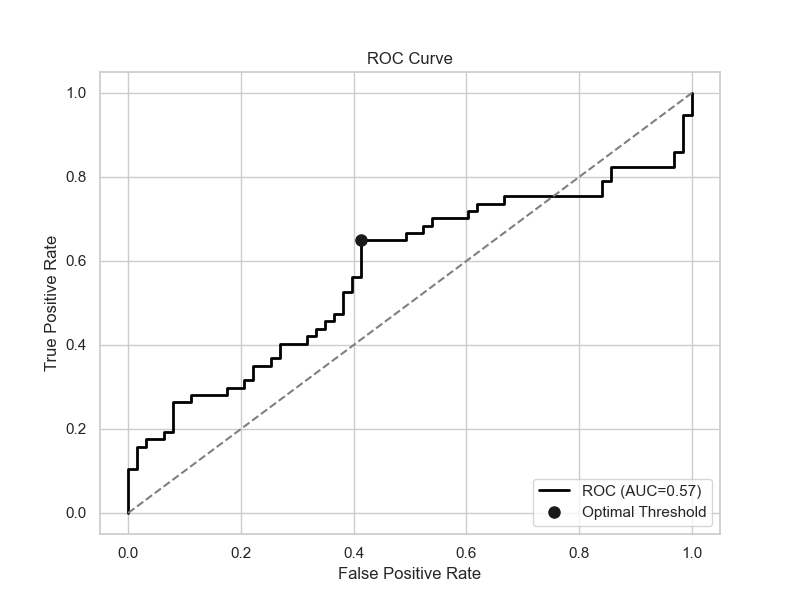 ROC Curve
True Positive Rate
1.0
0.8
0.6
0.4
0.2
0.0
ROC (AUC=0.57)
Optimal Threshold
0.0 0.2 0.4 0.6 0.8 1.0
False Positive Rate